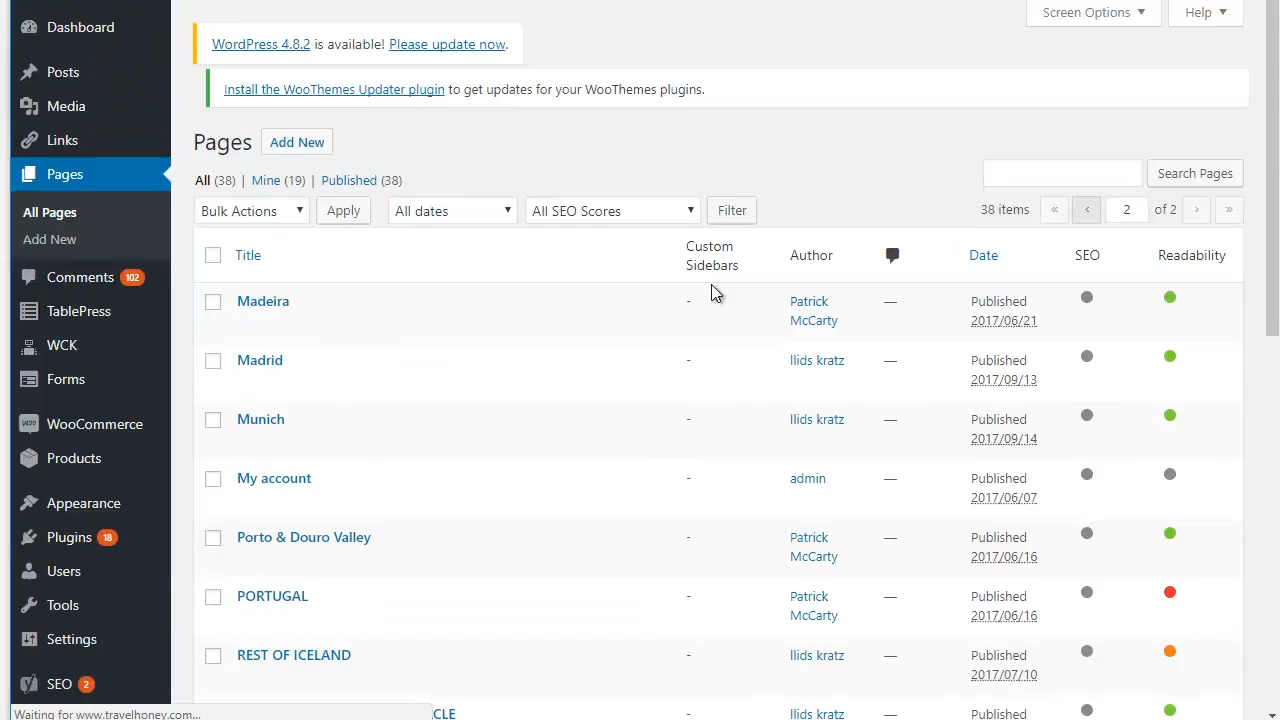 Dashboard
Posts
Media
Links
Pages
All Pages
Add New
Comments 102
TablePress
WCK
Forms
WooCommerce
Products
Appearance
Plugins 18
Users
Tools
Settings
SEO 2
Waiting for www.travelhoney.com...
Screen Options Help
WordPress 4.8.2 is available! Please update now.
Install the WooThemes Updater plugin to get updates for your WooThemes plugins.
Pages Add New
All (38) | Mine (19) | Published (38)
Search Pages
Bulk Actions Apply All dates All SEO Scores Filter 38 items « ‹ 2 of 2 › »
Title Custom Sidebars Author Date SEO Readability
Madeira - Patrick McCarty — Published 2017/06/21
Madrid - llids kratz — Published 2017/09/13
Munich - llids kratz — Published 2017/09/14
My account - admin — Published 2017/06/07
Porto & Douro Valley - Patrick McCarty — Published 2017/06/16
PORTUGAL - Patrick McCarty — Published 2017/06/16
REST OF ICELAND - llids kratz — Published 2017/07/10
CLE - llids kratz — Published